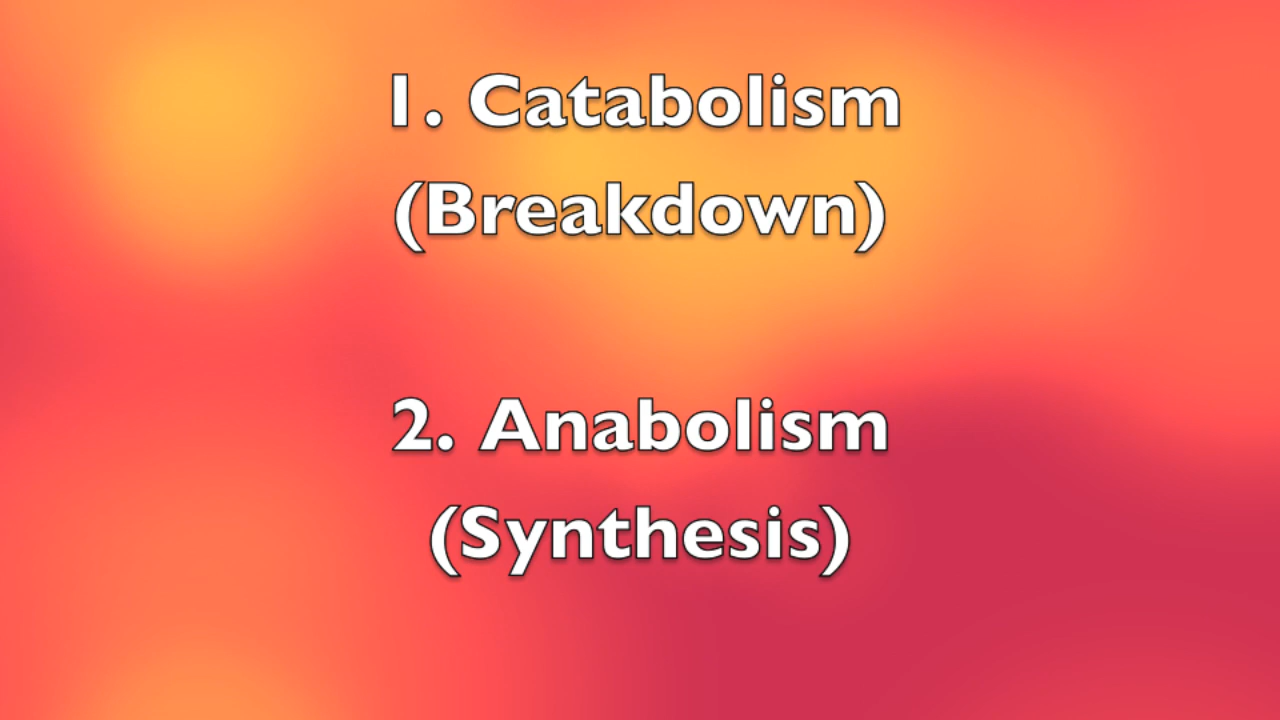 1. Catabolism
(Breakdown)
2. Anabolism
(Synthesis)